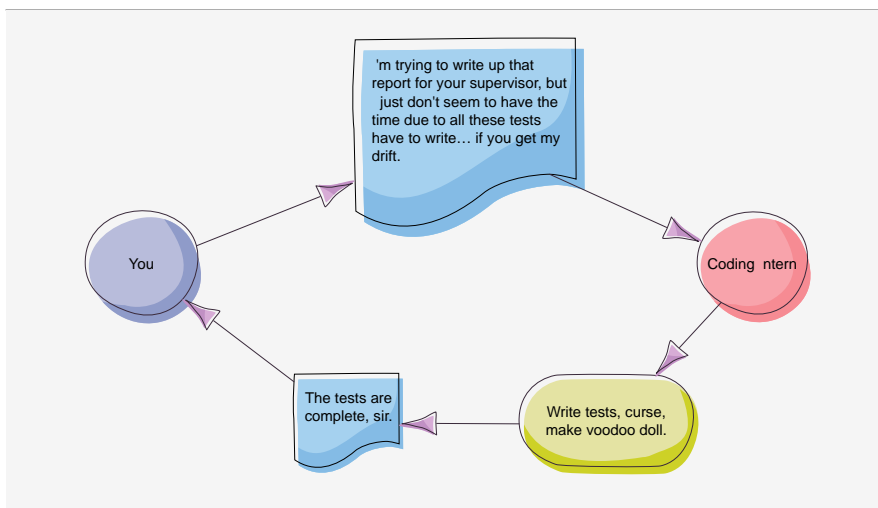 'm trying to write up that
report for your supervisor, but
just don't seem to have the
time due to all these tests
have to write… if you get my
drift.
You
Coding ntern
The tests are
complete, sir.
Write tests, curse,
make voodoo doll.